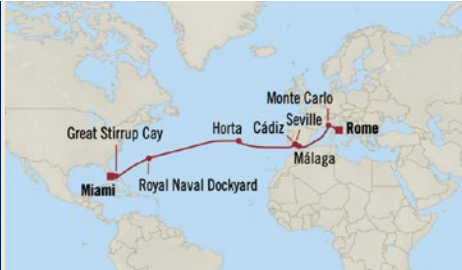 Monte Carlo
Seville
Great Stirrup Cay
Horta
Cádiz
Rome
Málaga
Miami
Royal Naval Dockyard